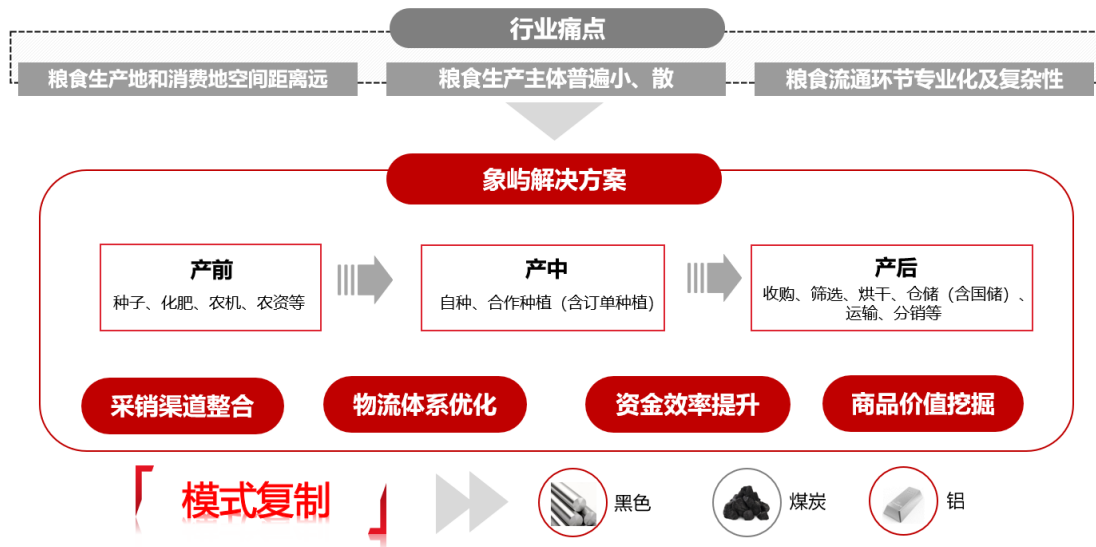 行业痛点
粮食生产地和消费地空间距离远
粮食生产主体普遍小、散
粮食流通环节专业化及复杂性
象屿解决方案
产前
种子、化肥、农机、农资等
产中
自种、合作种植（含订单种植）
产后
收购、筛选、烘干、仓储（含国储）、
运输、分销等
采销渠道整合
物流体系优化
资金效率提升
商品价值挖掘
模式复制
黑色
煤炭
铝